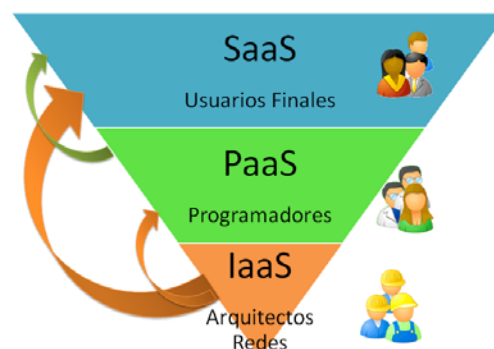 SaaS
Usuarios Finales
PaaS
Programadores
IaaS
Arquitectos
Redes